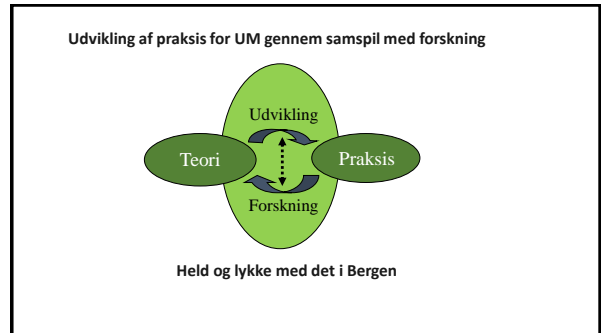 Udvikling af praksis for UM gennem samspil med forskning
Udvikling
Teori
Praksis
Forskning
Held og lykke med det i Bergen